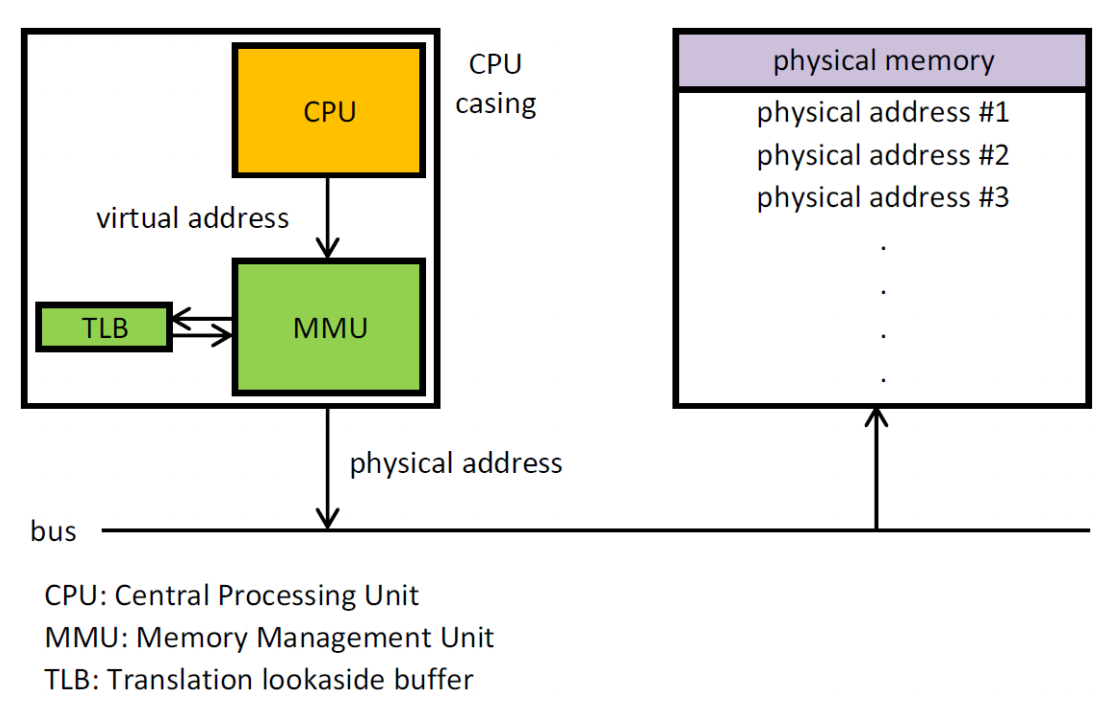 CPU
CPU
casing
virtual address
TLB
MMU
physical memory
physical address #1
physical address #2
physical address #3
.
.
.
.
physical address
bus
CPU: Central Processing Unit
MMU: Memory Management Unit
TLB: Translation lookaside buffer